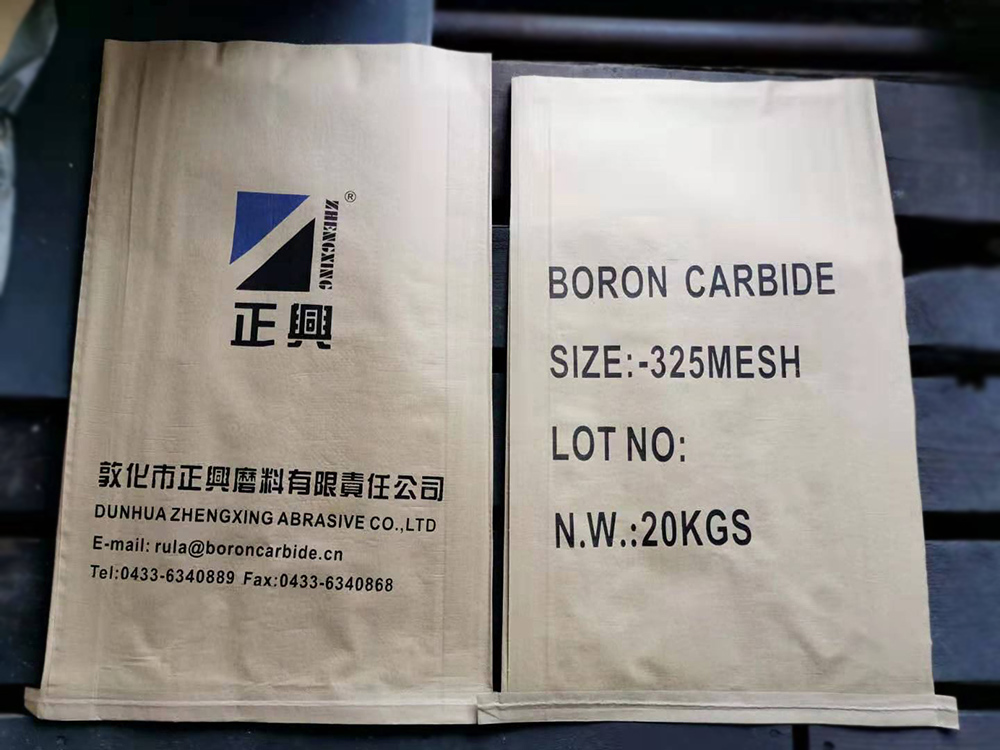 ZHENGXING
®
正興
敦化市正興磨料有限責任公司
DUNHUA ZHENGXING ABRASIVE CO.,LTD
E-mail: rula@boroncarbide.cn
Tel:0433-6340889 Fax:0433-6340868
BORON CARBIDE
SIZE:-325MESH
LOT NO:
N.W.:20KGS